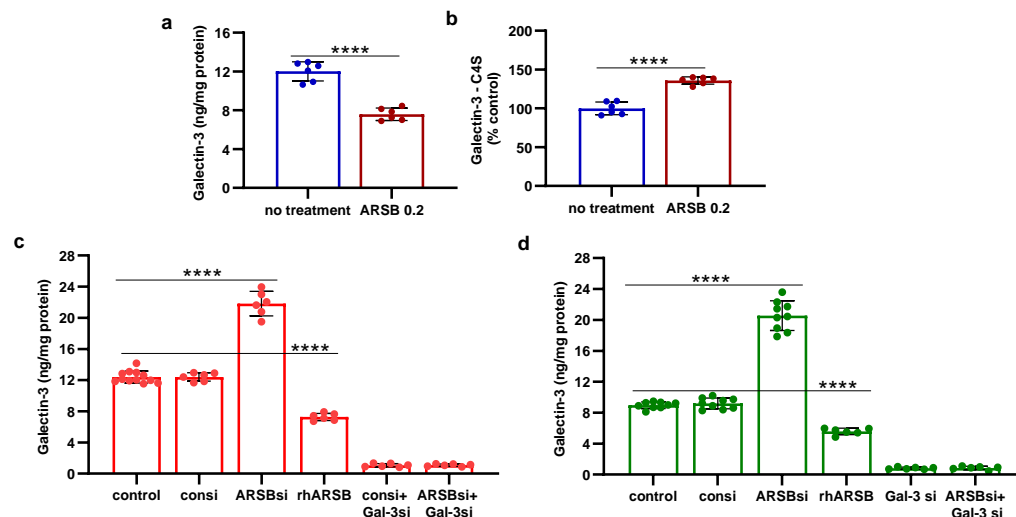 a
Galectin-3 (ng/mg protein)
16
12
8
4
0
****
no treatment
ARSB 0.2
b
Galectin-3 - C4S
(% control)
200
150
100
50
0
****
no treatment
ARSB 0.2
c
Galectin-3 (ng/mg protein)
28
24
20
16
12
8
4
0
****
****
control
consi
ARSBsi
rhARSB
consi+
Gal-3si
ARSBsi+
Gal-3si
d
Galectin-3 (ng/mg protein)
28
24
20
16
12
8
4
0
****
****
control
consi
ARSBsi
rhARSB
Gal-3 si
ARSBsi+
Gal-3 si